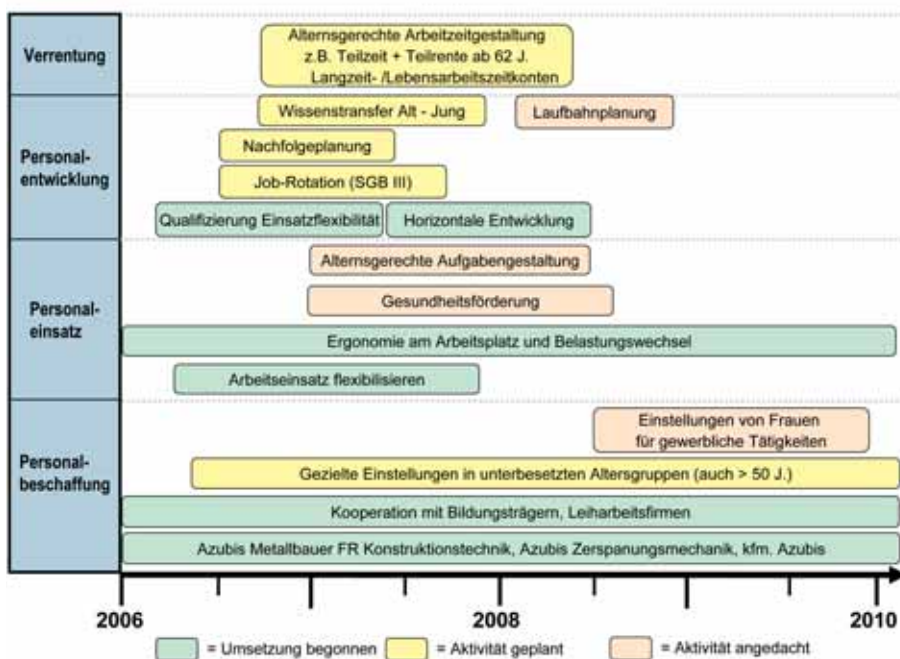 Verrentung
Alternsgerechte Arbeitzeitgestaltung
z.B. Teilzeit + Teilrente ab 62 J.
Langzeit- /Lebensarbeitszeitkonten
Personal-
entwicklung
Wissenstransfer Alt - Jung
Laufbahnplanung
Nachfolgeplanung
Job-Rotation (SGB III)
Qualifizierung Einsatzflexibilität
Horizontale Entwicklung
Personal-
einsatz
Alternsgerechte Aufgabengestaltung
Gesundheitsförderung
Ergonomie am Arbeitsplatz und Belastungswechsel
Arbeitseinsatz flexibilisieren
Personal-
beschaffung
Einstellungen von Frauen
für gewerbliche Tätigkeiten
Gezielte Einstellungen in unterbesetzten Altersgruppen (auch > 50 J.)
Kooperation mit Bildungsträgern, Leiharbeitsfirmen
Azubis Metallbauer FR Konstruktionstechnik, Azubis Zerspanungsmechanik, kfm. Azubis
2006 2008 2010
= Umsetzung begonnen = Aktivität geplant = Aktivität angedacht